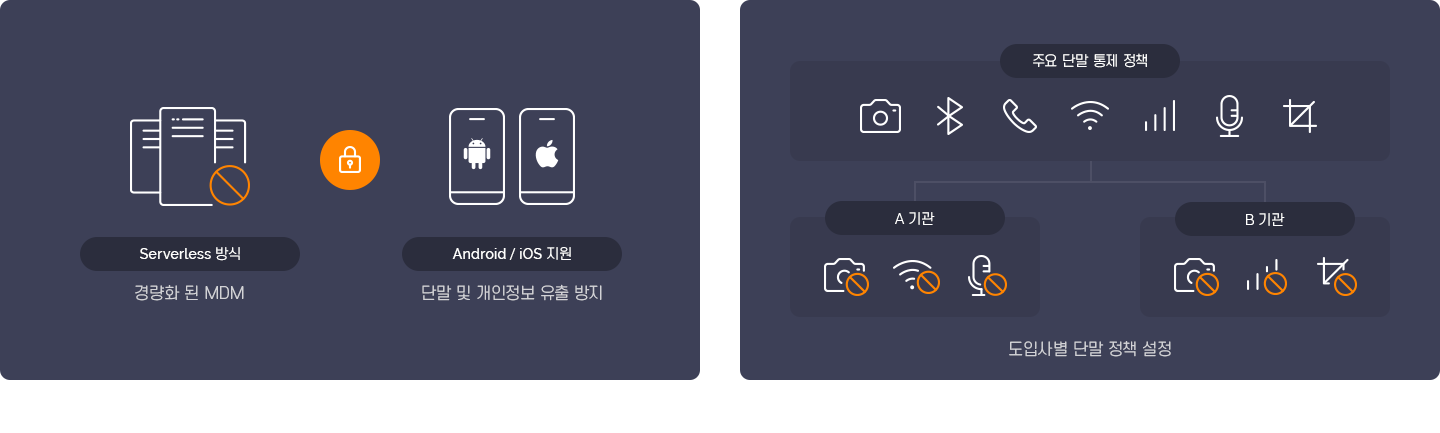 Serverless 방식
경량화 된 MDM
Android / iOS 지원
단말 및 개인정보 유출 방지
주요 단말 통제 정책
A 기관
B 기관
도입사별 단말 정책 설정